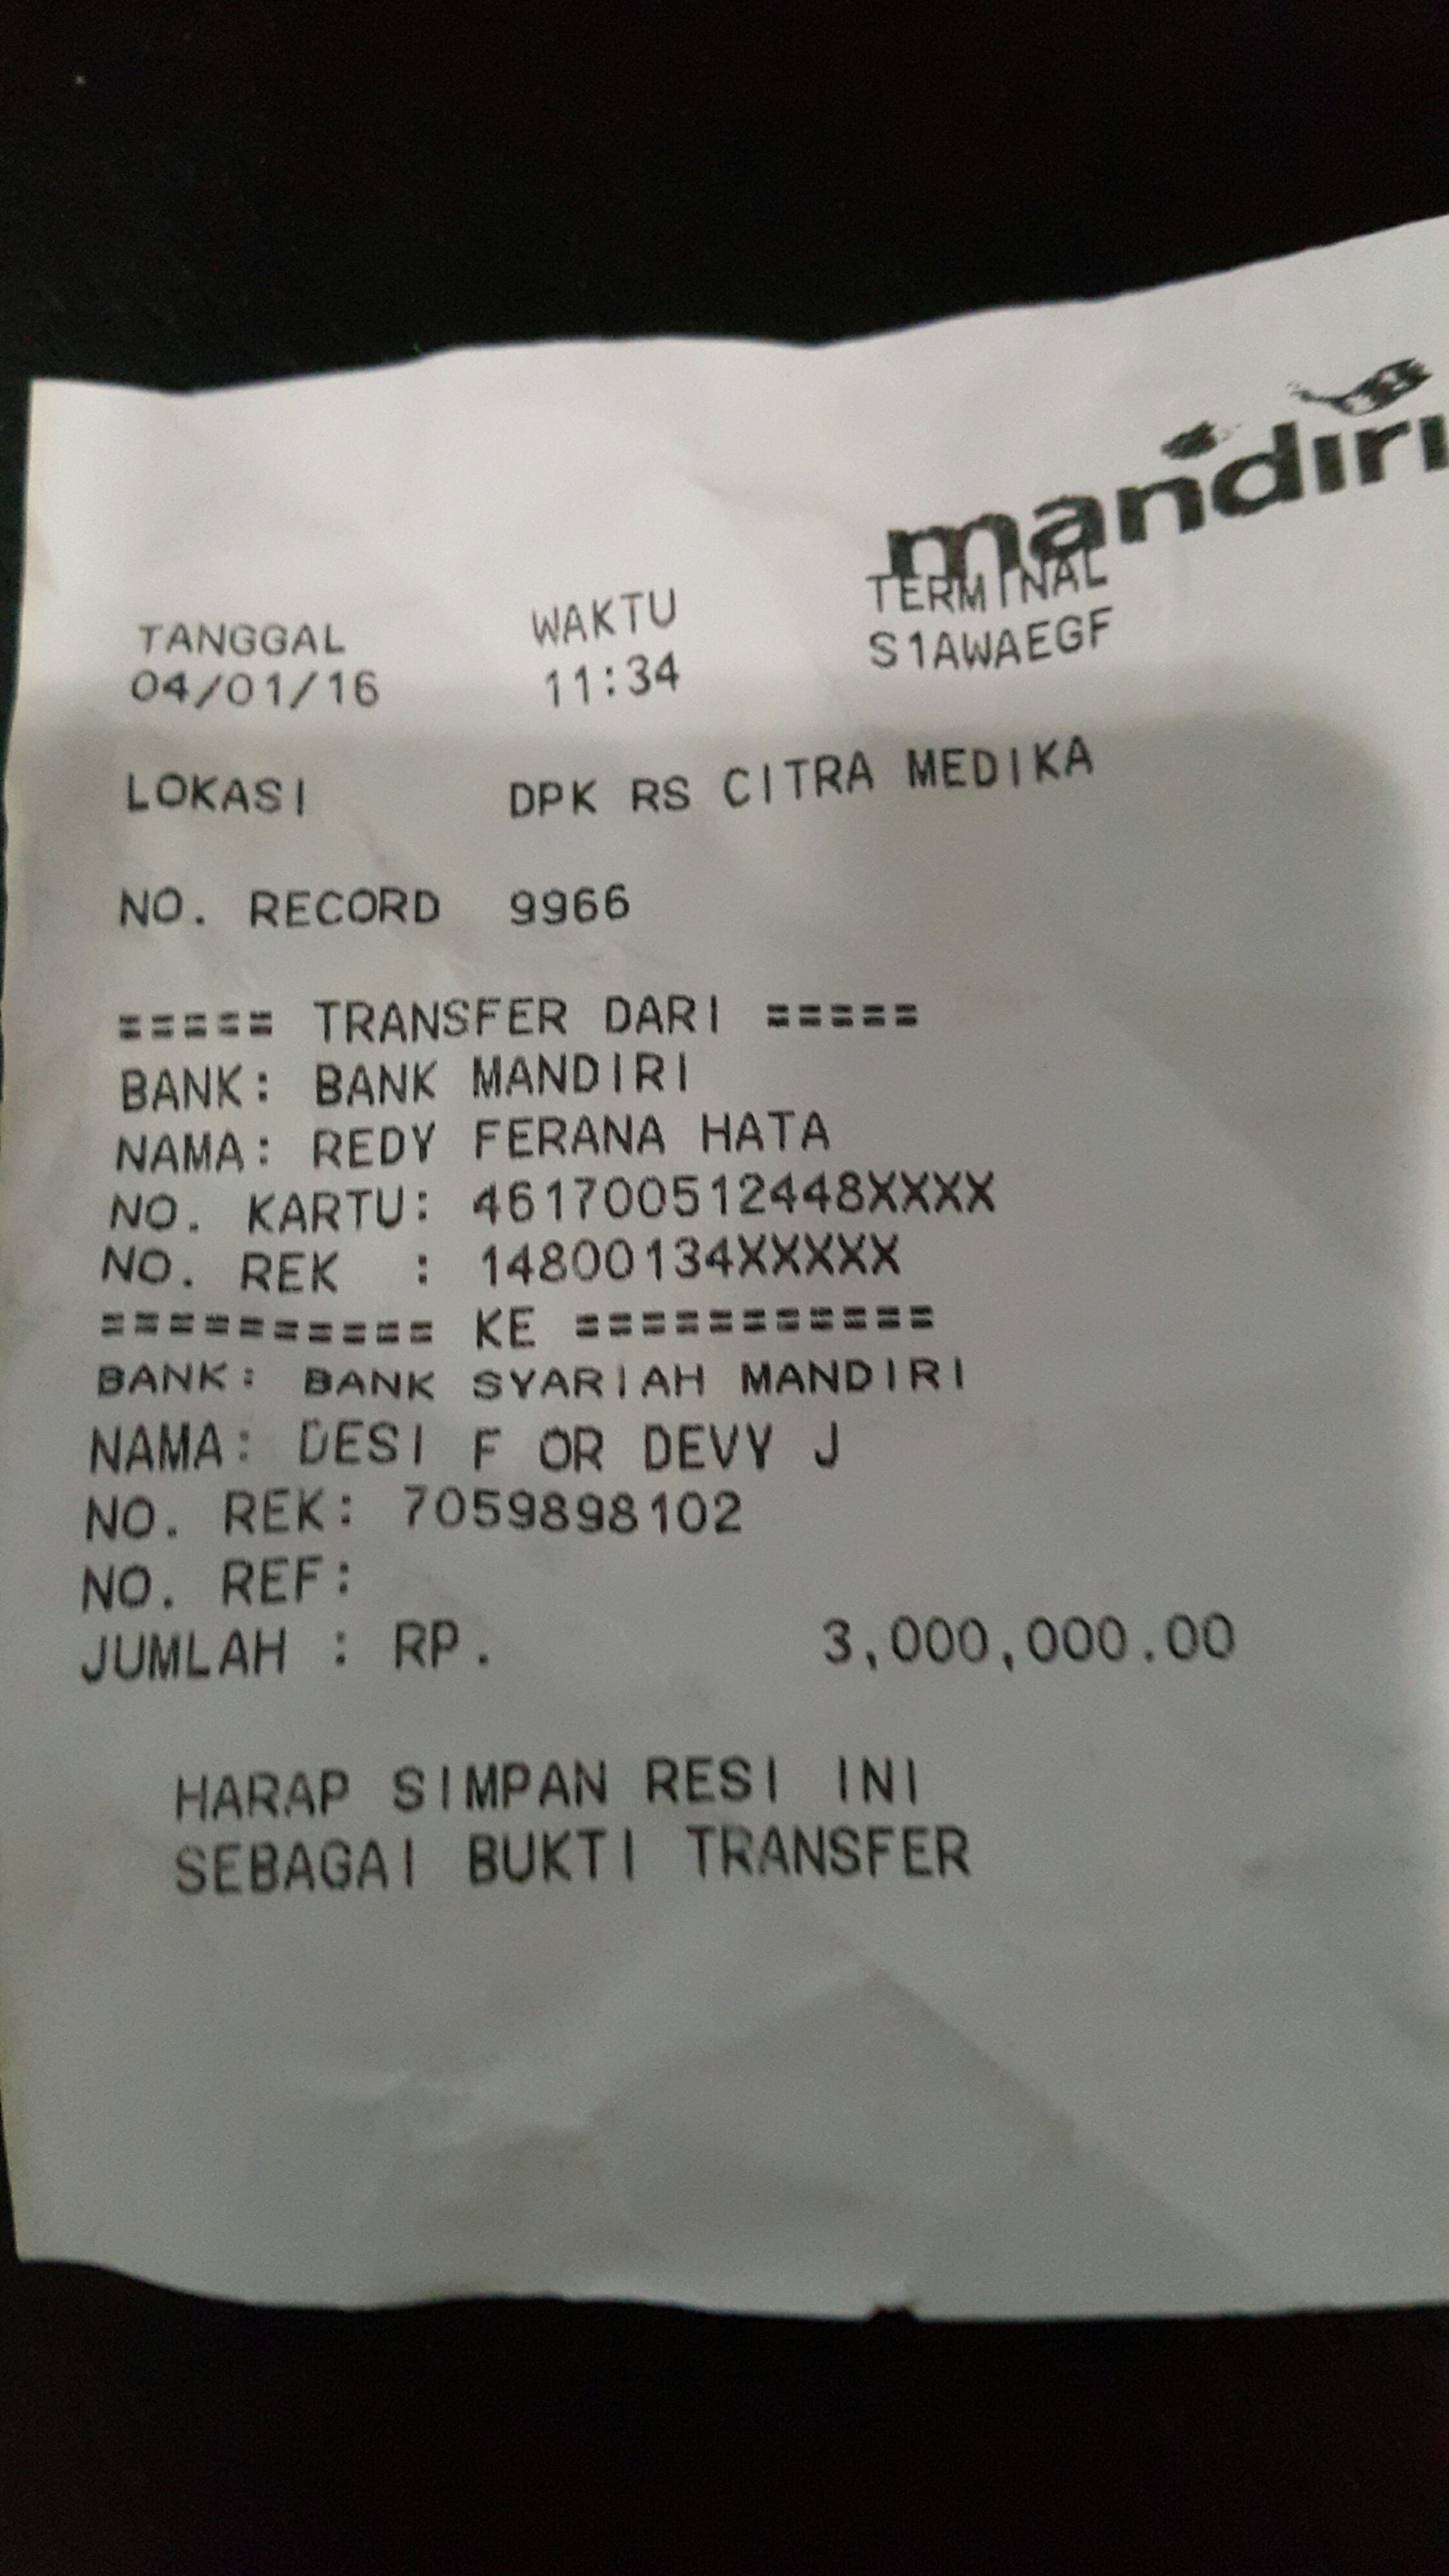 mandiri
TANGGAL WAKTU TERMINAL
04/01/16 11:34 S1AWAEGF
LOKASI DPK RS CITRA MEDIKA
NO. RECORD 9966
===== TRANSFER DARI =====
BANK: BANK MANDIRI
NAMA: REDY FERANA HATA
NO. KARTU: 461700512448XXXX
NO. REK : 14800134XXXXX
========== KE ===========
BANK: BANK SYARIAH MANDIRI
NAMA: DESI F OR DEVY J
NO. REK: 7059898102
NO. REF:
JUMLAH : RP. 3,000,000.00
HARAP SIMPAN RESI INI
SEBAGAI BUKTI TRANSFER